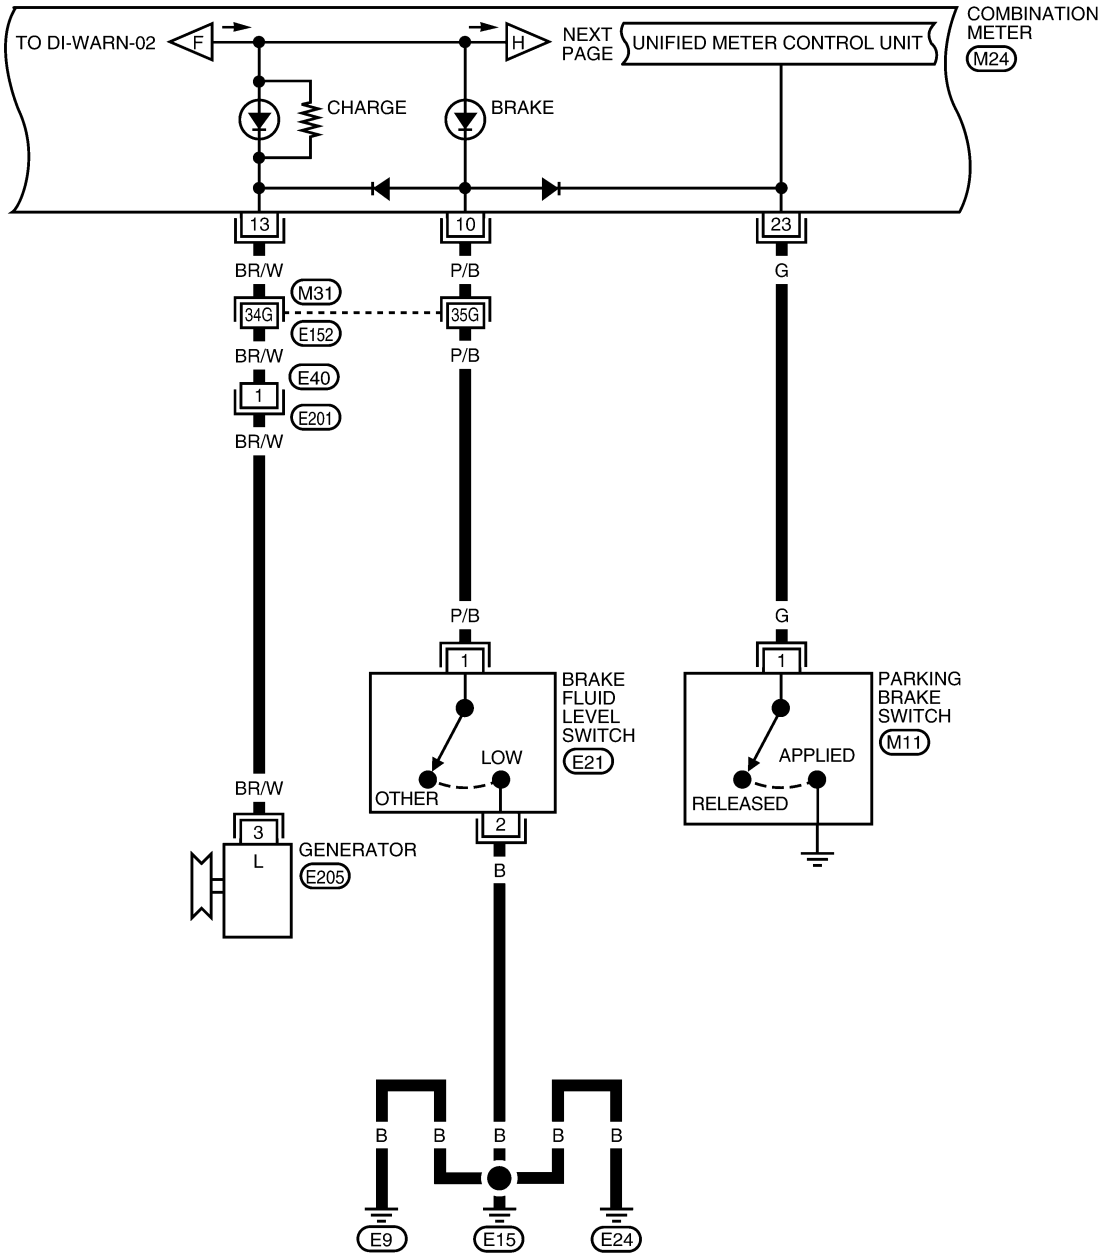 COMBINATION
METER
M24
TO DI-WARN-02
F
H
NEXT
PAGE
UNIFIED METER CONTROL UNIT
CHARGE
BRAKE
13
10
23
BR/W
P/B
G
M31
34G
35G
E152
BR/W
P/B
E40
1
E201
BR/W
P/B
G
1
1
BRAKE
FLUID
LEVEL
SWITCH
E21
PARKING
BRAKE
SWITCH
M11
LOW
OTHER
APPLIED
RELEASED
BR/W
3
L
GENERATOR
E205
2
B
B
B
B
B
B
E9
E15
E24